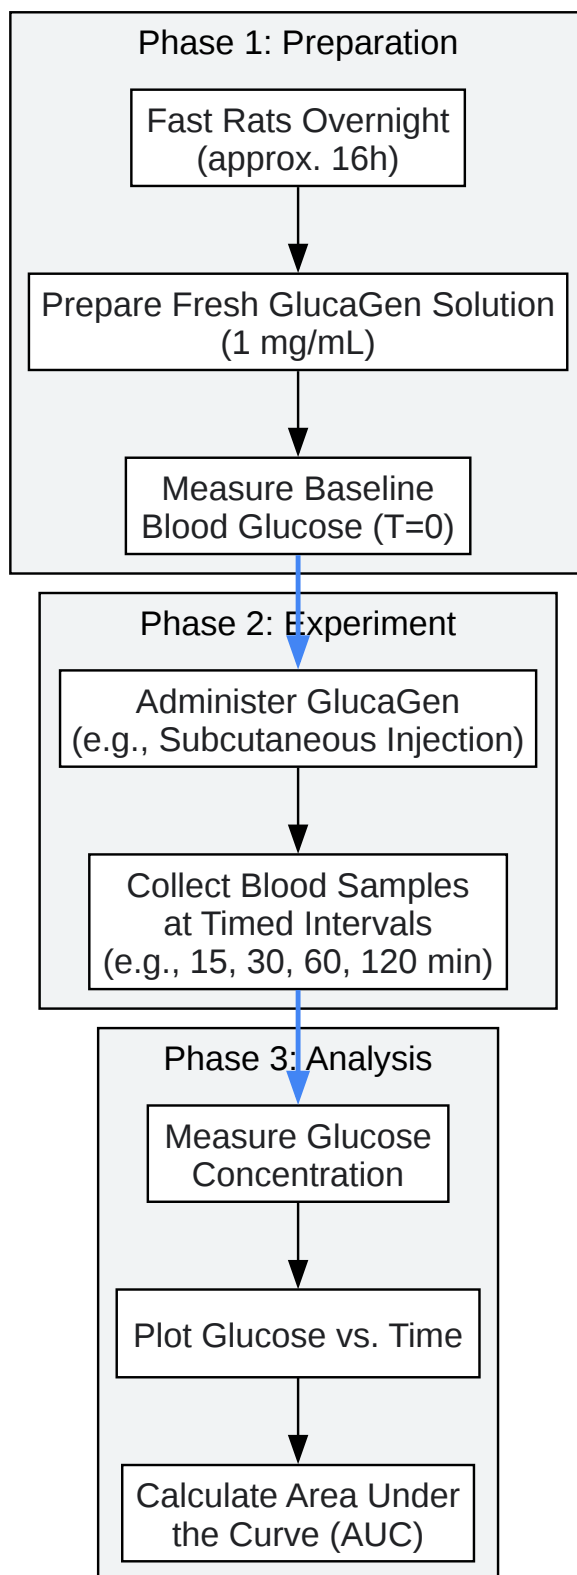 Phase 1: Preparation
Fast Rats Overnight
(approx. 16h)
Prepare Fresh GlucaGen Solution
(1 mg/mL)
Measure Baseline
Blood Glucose (T=0)
Phase 2: Experiment
Administer GlucaGen
(e.g., Subcutaneous Injection)
Collect Blood Samples
at Timed Intervals
(e.g., 15, 30, 60, 120 min)
Phase 3: Analysis
Measure Glucose
Concentration
Plot Glucose vs. Time
Calculate Area Under
the Curve (AUC)